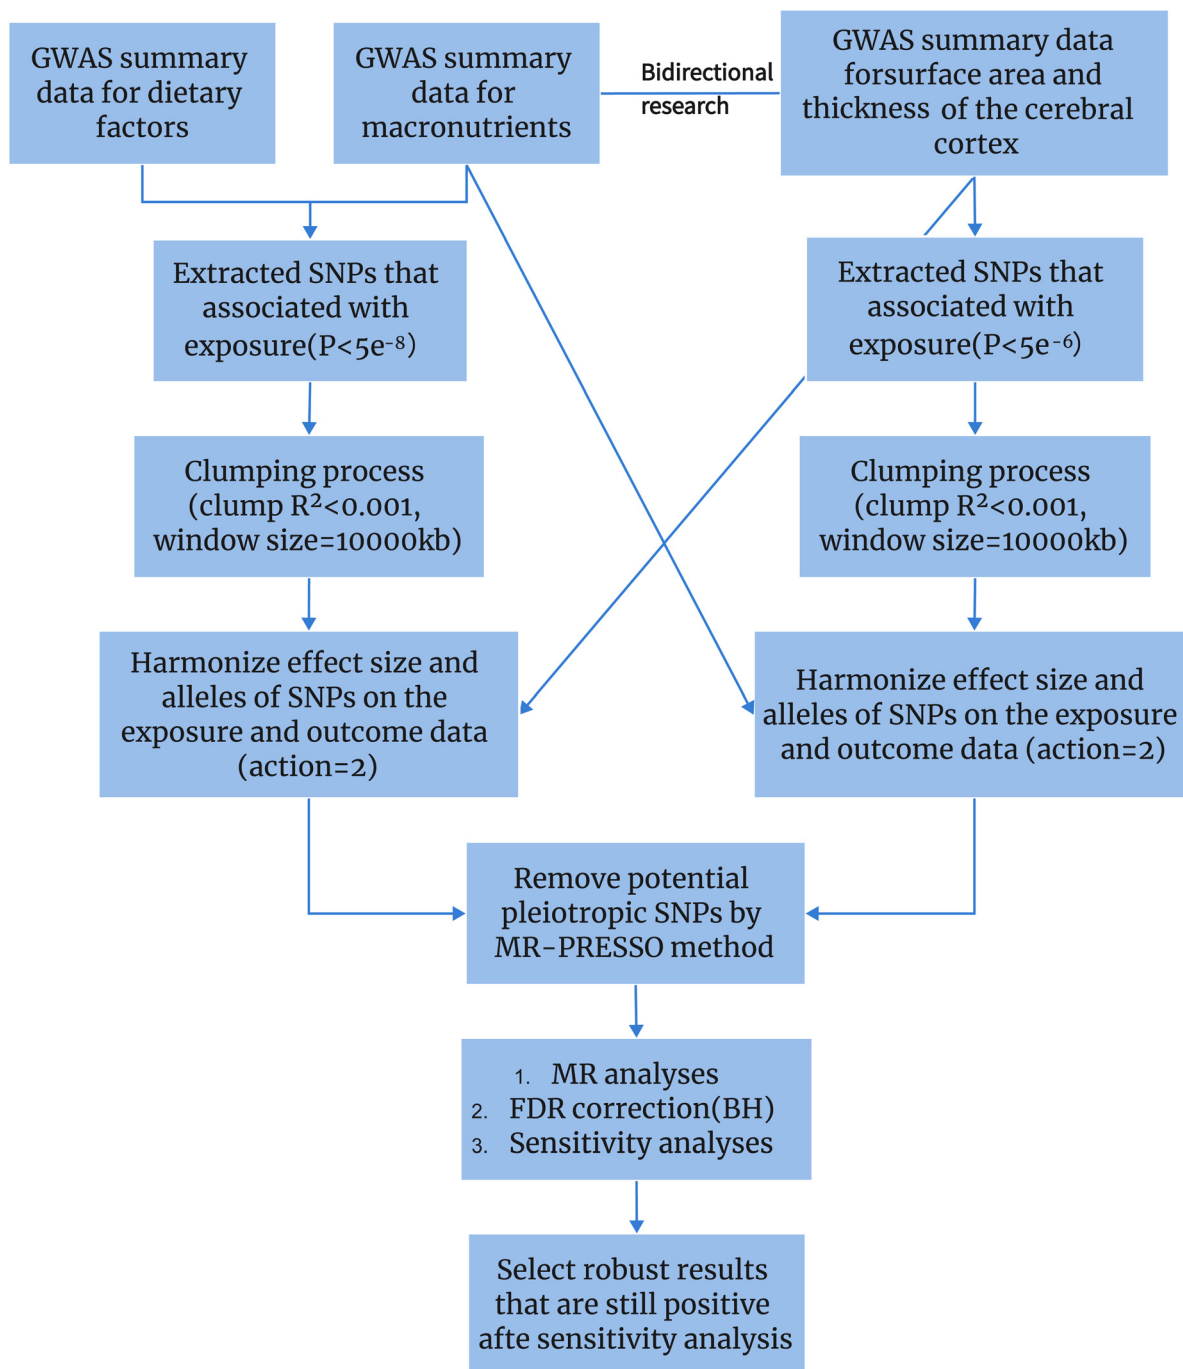 GWAS summary
data for dietary
factors
GWAS summary
data for
macronutrients
Bidirectional
research
GWAS summary data
forsurface area and
thickness of the cerebral
cortex
Extracted SNPs that
associated with
exposure(P<5e⁻⁸)
Extracted SNPs that
associated with
exposure(P<5e⁻⁶)
Clumping process
(clump R²<0.001,
window size=10000kb)
Clumping process
(clump R²<0.001,
window size=10000kb)
Harmonize effect size and
alleles of SNPs on the
exposure and outcome data
(action=2)
Harmonize effect size and
alleles of SNPs on the exposure
and outcome data (action=2)
Remove potential
pleiotropic SNPs by
MR-PRESSO method
1. MR analyses
2. FDR correction(BH)
3. Sensitivity analyses
Select robust results
that are still positive
afte sensitivity analysis